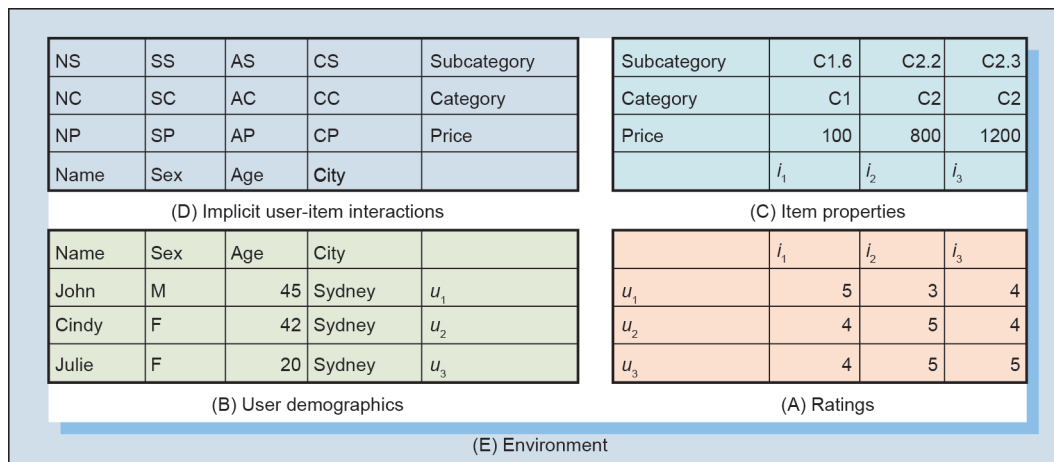 NS SS AS CS Subcategory
NC SC AC CC Category
NP SP AP CP Price
Name Sex Age City
(D) Implicit user-item interactions
Subcategory C1.6 C2.2 C2.3
Category C1 C2 C2
Price 100 800 1200
i₁ i₂ i₃
(C) Item properties
Name Sex Age City
John M 45 Sydney u₁
Cindy F 42 Sydney u₂
Julie F 20 Sydney u₃
(B) User demographics
i₁ i₂ i₃
u₁ 5 3 4
u₂ 4 5 4
u₃ 4 5 5
(A) Ratings
(E) Environment